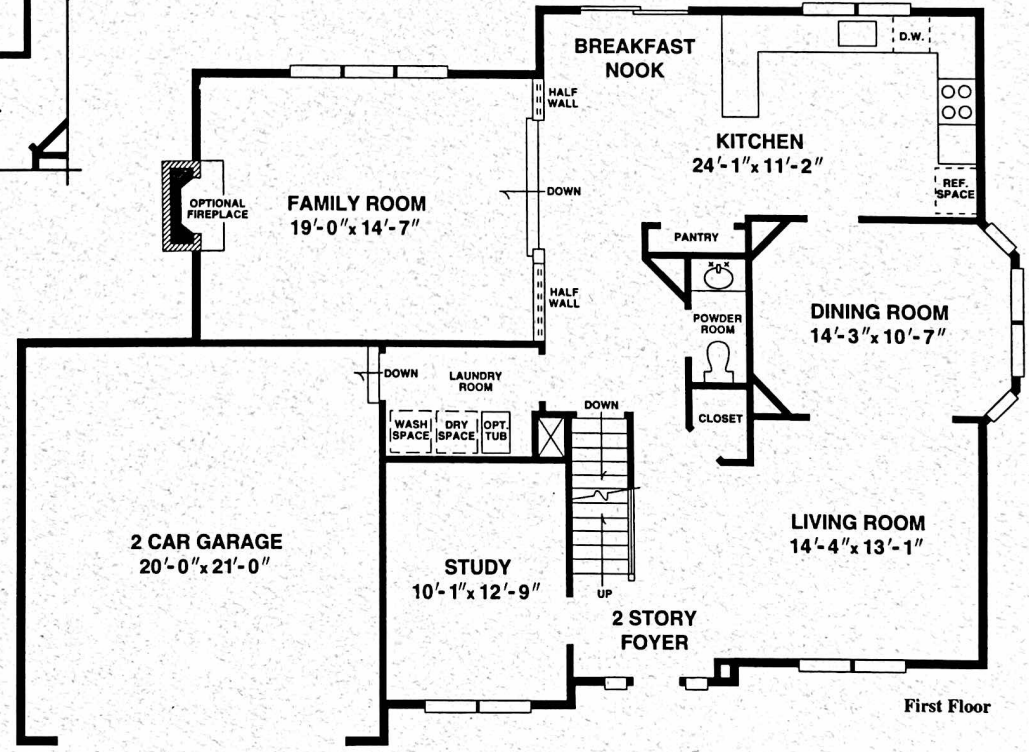 BREAKFAST
NOOK
D.W.
HALF
WALL
KITCHEN
24'-1" x 11'-2"
REF.
SPACE
DOWN
OPTIONAL
FIREPLACE
FAMILY ROOM
19'-0" x 14'-7"
PANTRY
HALF
WALL
POWDER
ROOM
DINING ROOM
14'-3" x 10'-7"
DOWN
LAUNDRY
ROOM
WASH
SPACE
DRY
SPACE
OPT.
TUB
DOWN
CLOSET
2 CAR GARAGE
20'-0" x 21'-0"
STUDY
10'-1" x 12'-9"
LIVING ROOM
14'-4" x 13'-1"
UP
2 STORY
FOYER
First Floor